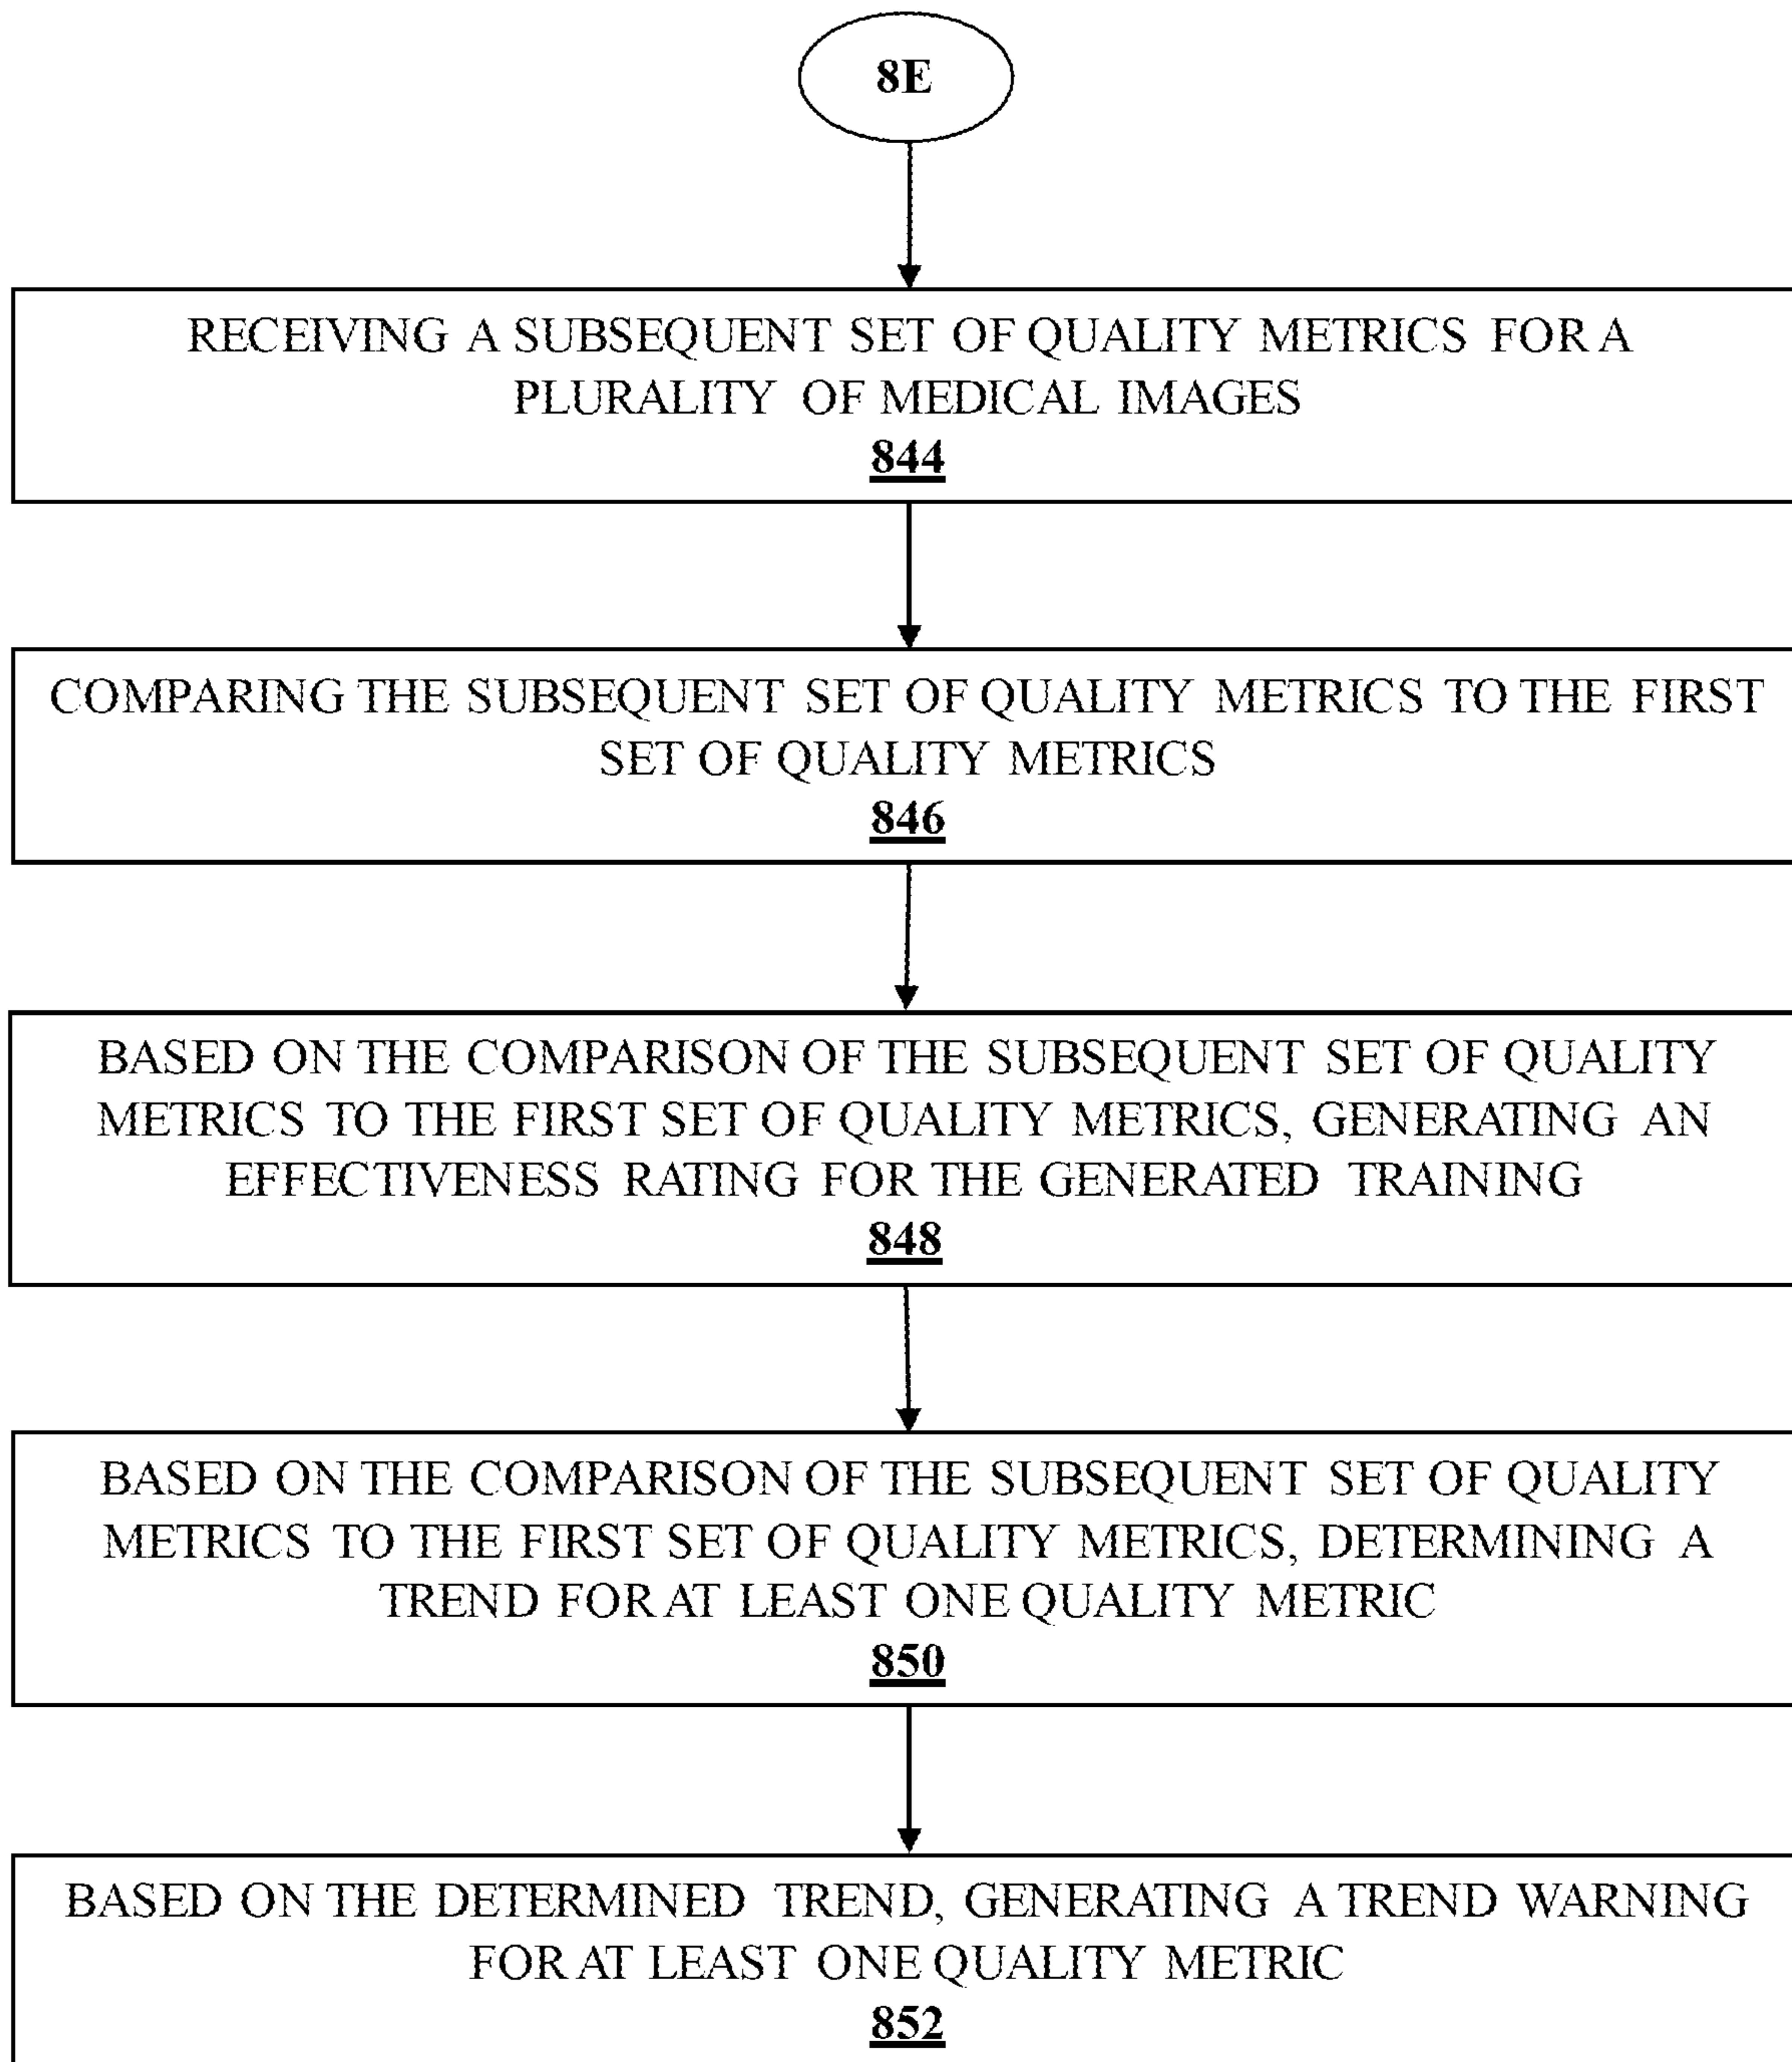 8E
RECEIVING A SUBSEQUENT SET OF QUALITY METRICS FOR A
PLURALITY OF MEDICAL IMAGES
844
COMPARING THE SUBSEQUENT SET OF QUALITY METRICS TO THE FIRST
SET OF QUALITY METRICS
846
BASED ON THE COMPARISON OF THE SUBSEQUENT SET OF QUALITY
METRICS TO THE FIRST SET OF QUALITY METRICS, GENERATING AN
EFFECTIVENESS RATING FOR THE GENERATED TRAINING
848
BASED ON THE COMPARISON OF THE SUBSEQUENT SET OF QUALITY
METRICS TO THE FIRST SET OF QUALITY METRICS, DETERMINING A
TREND FOR AT LEAST ONE QUALITY METRIC
850
BASED ON THE DETERMINED TREND, GENERATING A TREND WARNING
FOR AT LEAST ONE QUALITY METRIC
852